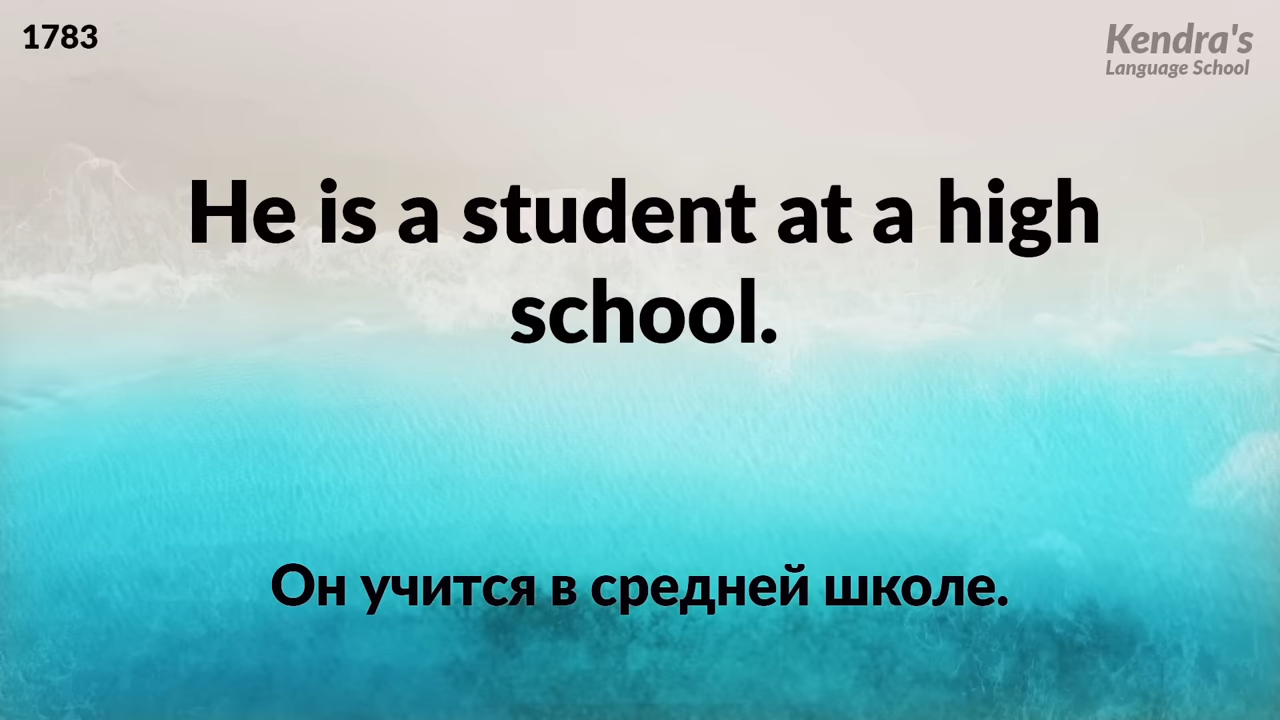 1783
Kendra's
Language School
He is a student at a high
school.
Он учится в средней школе.